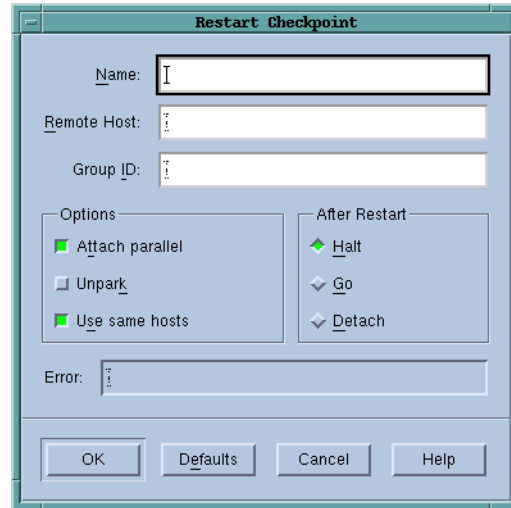 Restart Checkpoint
Name:
Remote Host:
Group ID:
Options
Attach parallel
Unpark
Use same hosts
After Restart
Halt
Go
Detach
Error:
OK
Defaults
Cancel
Help